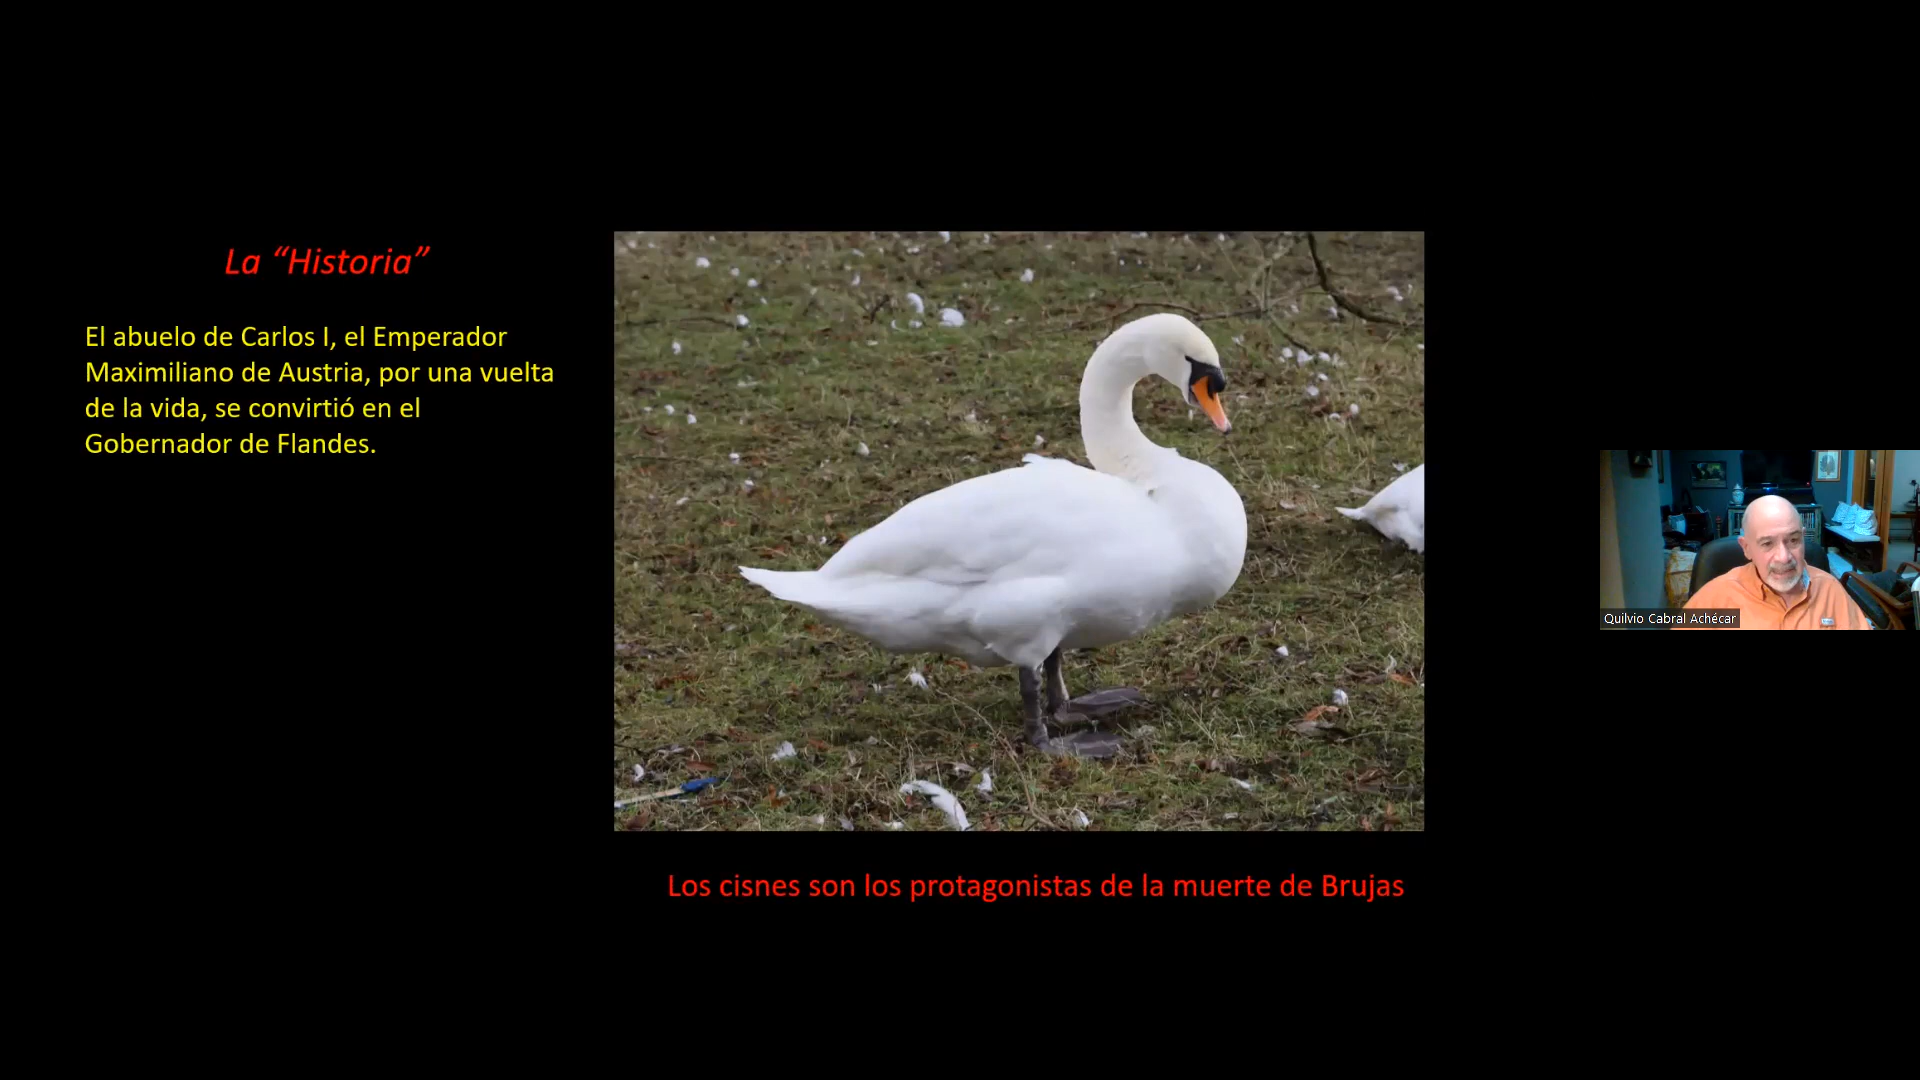 La “Historia”
El abuelo de Carlos I, el Emperador
Maximiliano de Austria, por una vuelta
de la vida, se convirtió en el
Gobernador de Flandes.
Los cisnes son los protagonistas de la muerte de Brujas
Quilvio Cabral Achécar